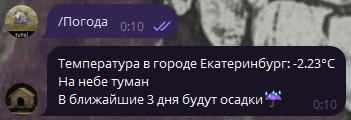 /Погода
0:10
Температура в городе Екатеринбург: -2.23°C
На небе туман
В ближайшие 3 дня будут осадки☔
0:10